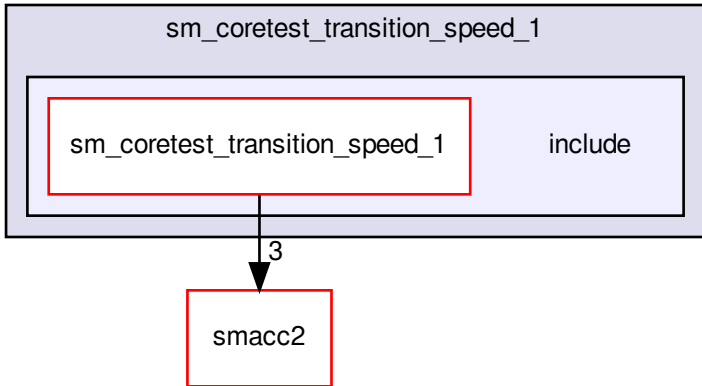 sm_coretest_transition_speed_1
sm_coretest_transition_speed_1
include
3
smacc2